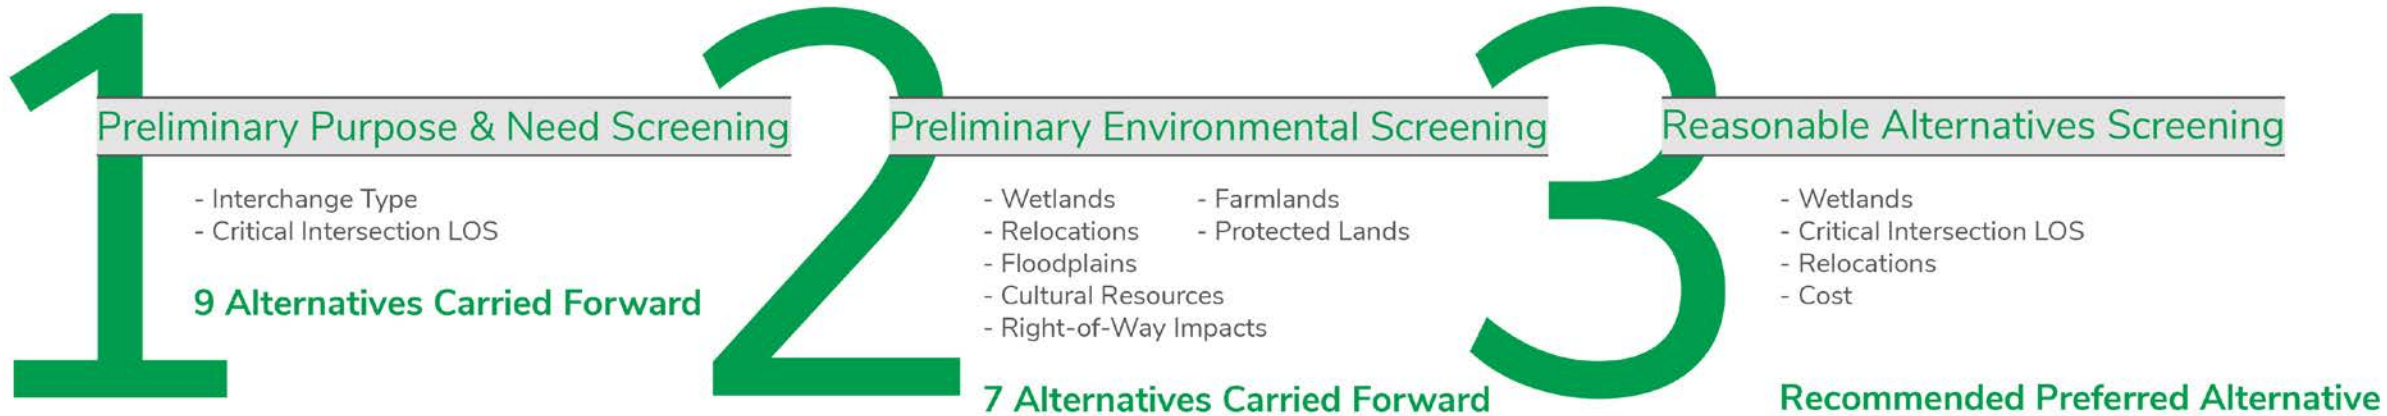 1
Preliminary Purpose & Need Screening
- Interchange Type
- Critical Intersection LOS
9 Alternatives Carried Forward
2
Preliminary Environmental Screening
- Wetlands
- Relocations
- Floodplains
- Cultural Resources
- Right-of-Way Impacts
- Farmlands
- Protected Lands
7 Alternatives Carried Forward
3
Reasonable Alternatives Screening
- Wetlands
- Critical Intersection LOS
- Relocations
- Cost
Recommended Preferred Alternative